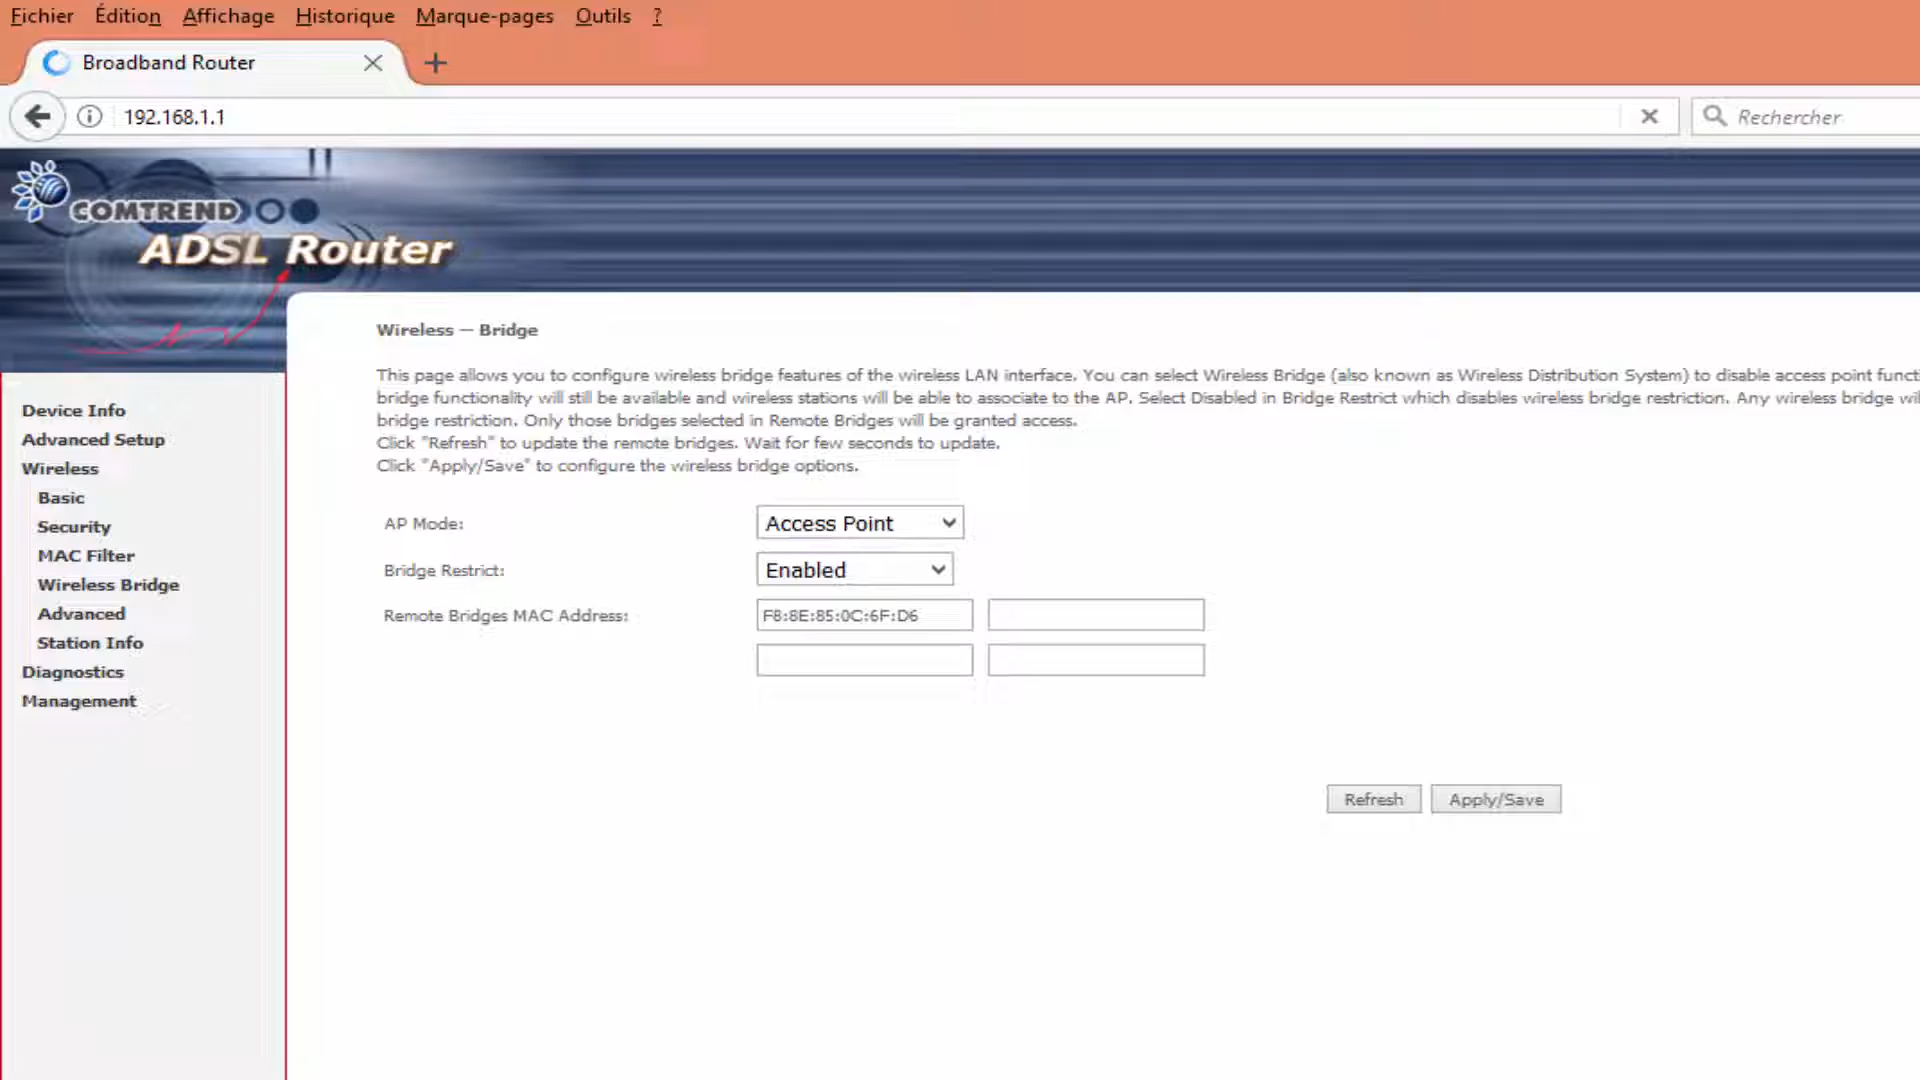 Fichier Édition Affichage Historique Marque-pages Outils ?
Broadband Router
192.168.1.1
Rechercher
COMTREND
ADSL Router
Wireless -- Bridge
This page allows you to configure wireless bridge features of the wireless LAN interface. You can select Wireless Bridge (also known as Wireless Distribution System) to disable access point
bridge functionality will still be available and wireless stations will be able to associate to the AP. Select Disabled in Bridge Restrict which disables wireless bridge restriction. Any wireless bridge
bridge restriction. Only those bridges selected in Remote Bridges will be granted access.
Click "Refresh" to update the remote bridges. Wait for few seconds to update.
Click "Apply/Save" to configure the wireless bridge options.
Device Info
Advanced Setup
Wireless
Basic
Security
MAC Filter
Wireless Bridge
Advanced
Station Info
Diagnostics
Management
AP Mode: Access Point
Bridge Restrict: Enabled
Remote Bridges MAC Address: F8:8E:85:0C:6F:D6
Refresh Apply/Save